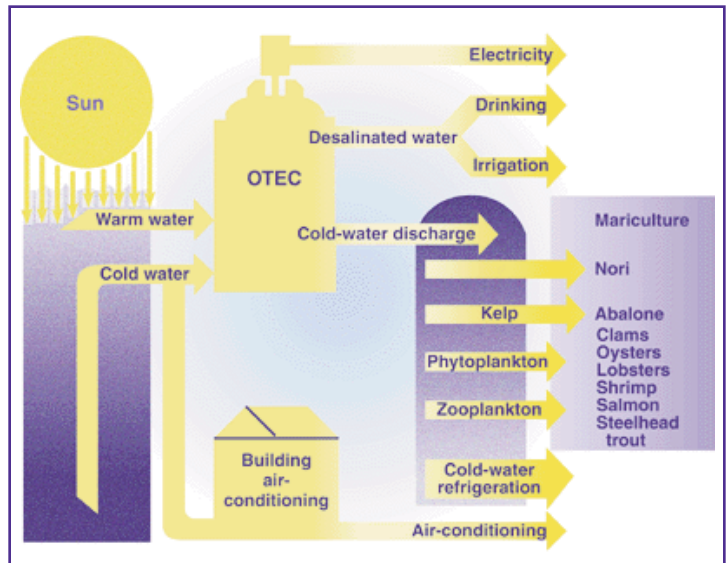 Sun
Electricity
Drinking
Desalinated water
Irrigation
OTEC
Warm water
Cold-water discharge
Cold water
Mariculture
Nori
Kelp
Abalone
Clams
Oysters
Lobsters
Shrimp
Salmon
Steelhead
trout
Phytoplankton
Zooplankton
Building
air-
conditioning
Cold-water
refrigeration
Air-conditioning